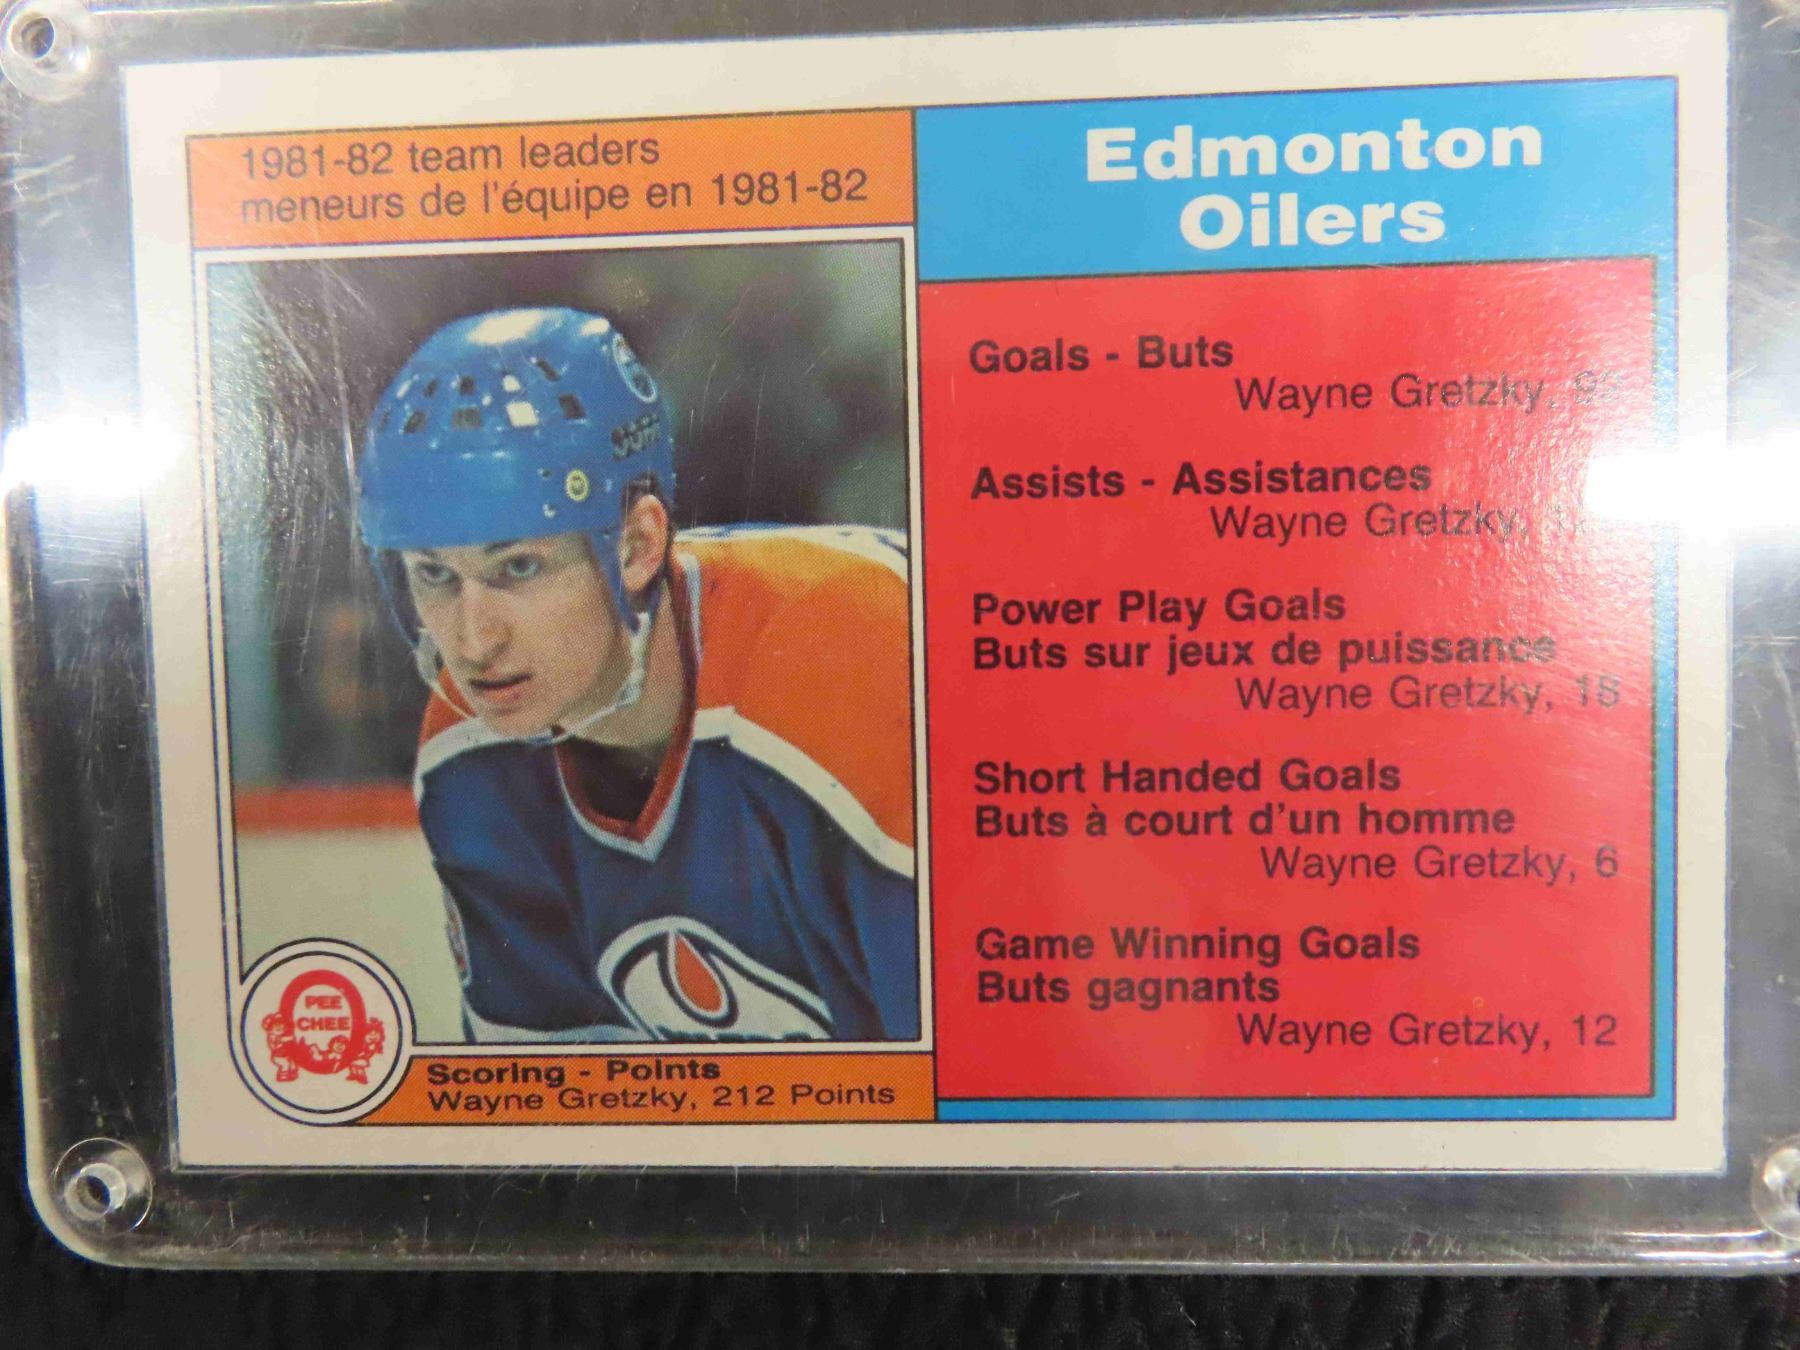 1981-82 team leaders
meneurs de l'équipe en 1981-82
Edmonton
Oilers
Goals - Buts
Wayne Gretzky, 92
Assists - Assistances
Wayne Gretzky,
Power Play Goals
Buts sur jeux de puissance
Wayne Gretzky, 18
Short Handed Goals
Buts à court d'un homme
Wayne Gretzky, 6
Game Winning Goals
Buts gagnants
Wayne Gretzky, 12
PEE
CHEE
Scoring - Points
Wayne Gretzky, 212 Points